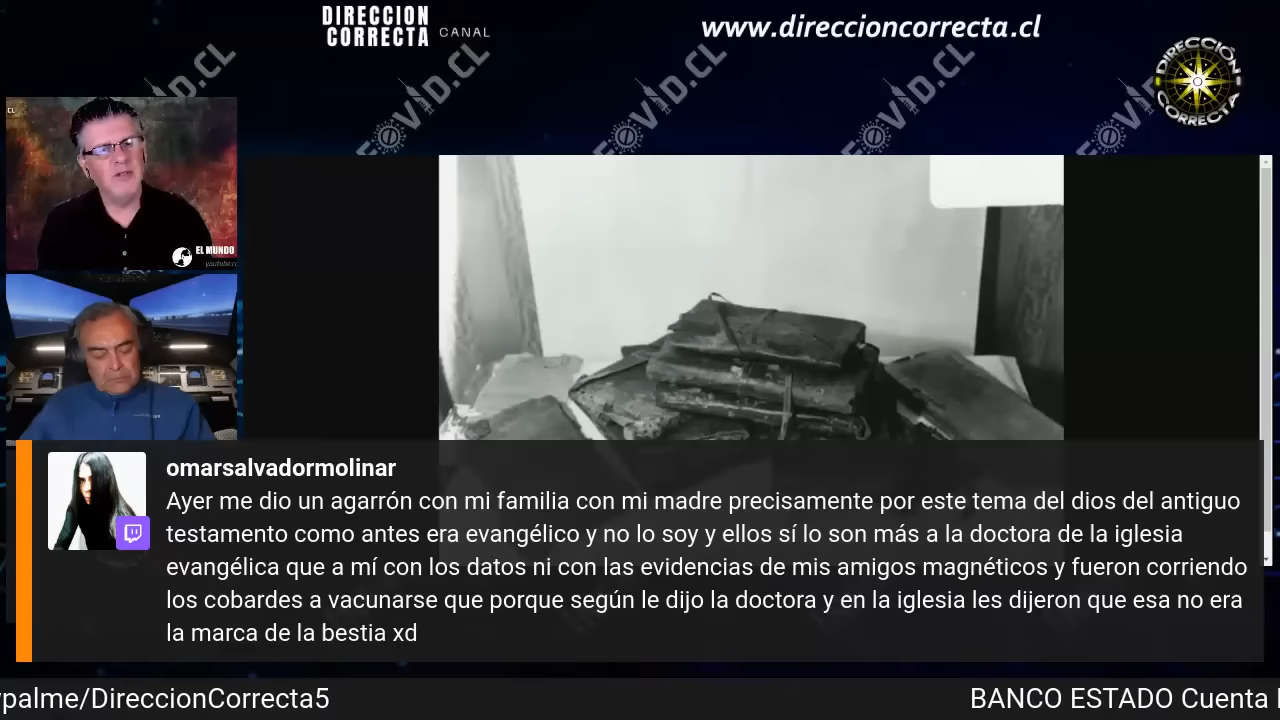 DIRECCION
CORRECTA CANAL
www.direccioncorrecta.cl
DIRECCIÓN
CORRECTA
EL MUNDO
omarsalvadormolinar
Ayer me dio un agarrón con mi familia con mi madre precisamente por este tema del dios del antiguo
testamento como antes era evangélico y no lo soy y ellos sí lo son más a la doctora de la iglesia
evangélica que a mí con los datos ni con las evidencias de mis amigos magnéticos y fueron corriendo
los cobardes a vacunarse que porque según le dijo la doctora y en la iglesia les dijeron que esa no era
la marca de la bestia xd
palme/DireccionCorrecta5
BANCO ESTADO Cuenta